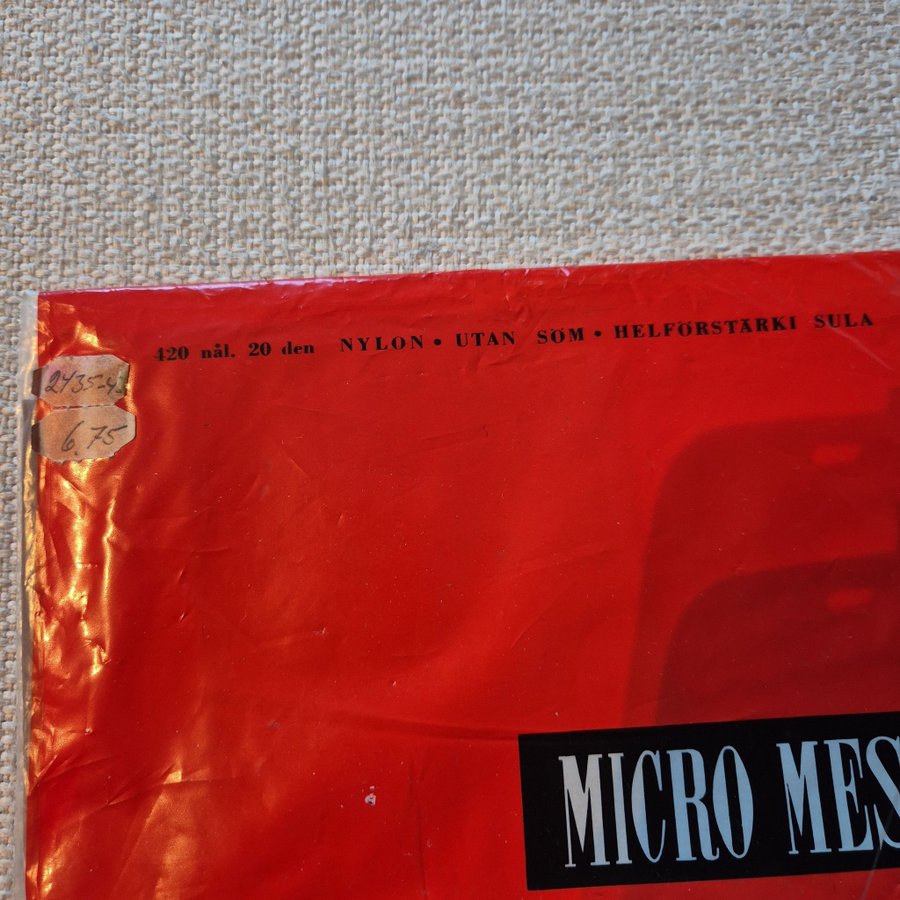 420 nål. 20 den NYLON • UTAN SÖM • HELFÖRSTÄRKT SULA
2435-4
6.75
MICRO MES